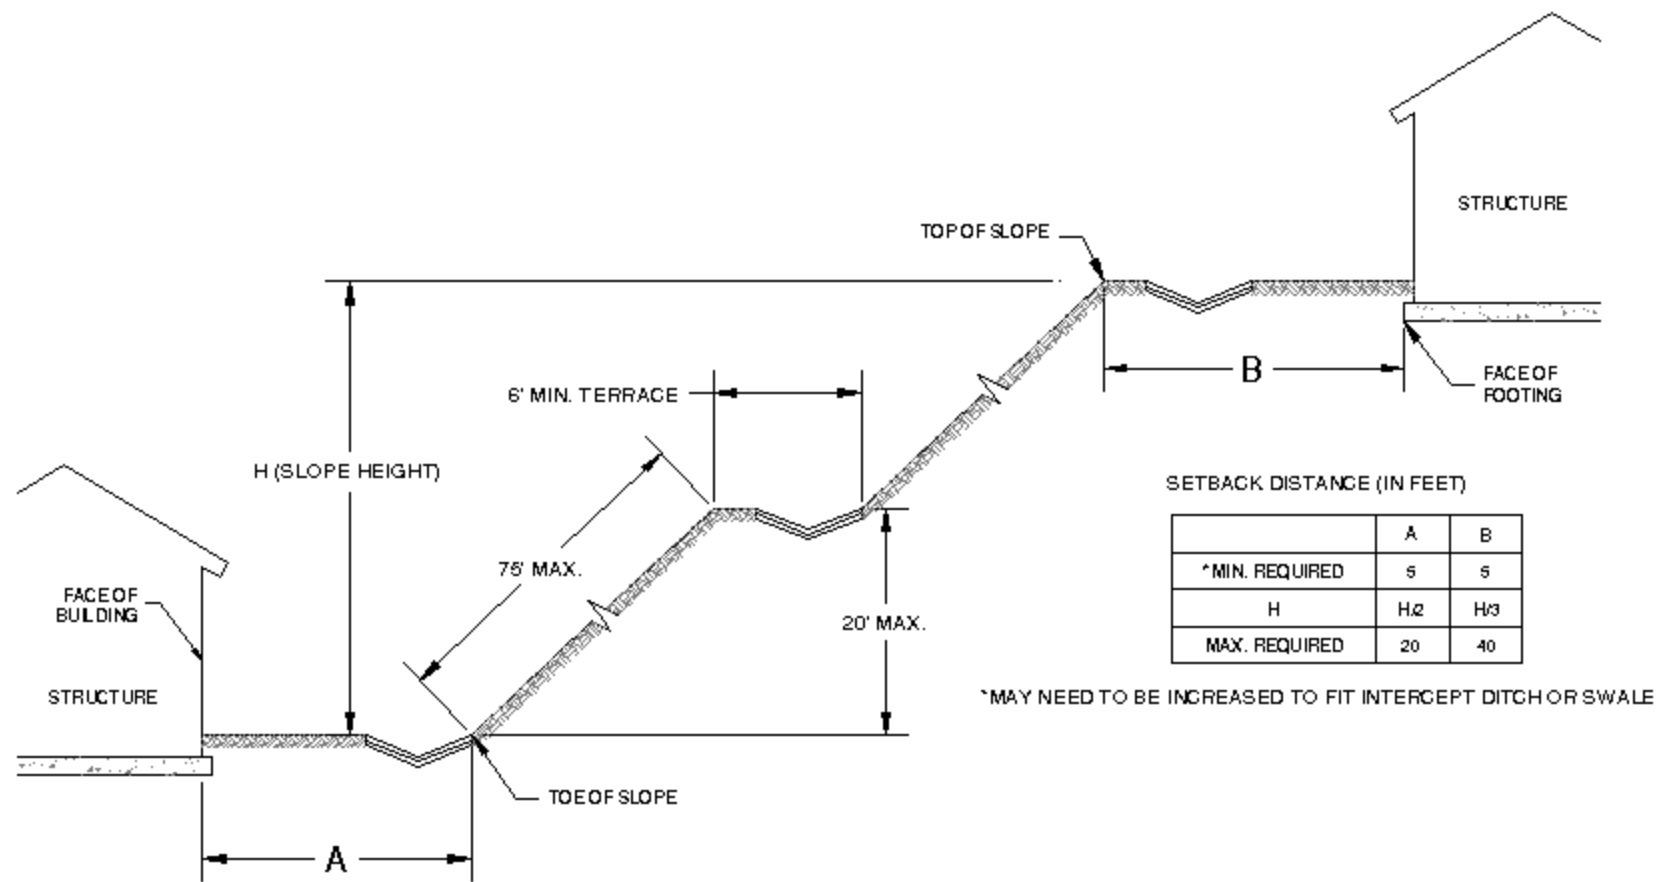 STRUCTURE
TOP OF SLOPE
B
6' MIN. TERRACE
FACE OF
FOOTING
H (SLOPE HEIGHT)
SETBACK DISTANCE (IN FEET)
A B
*MIN. REQUIRED 5 5
H H/2 H/3
MAX. REQUIRED 20 40
75' MAX.
FACE OF
BUILDING
20' MAX.
STRUCTURE
*MAY NEED TO BE INCREASED TO FIT INTERCEPT DITCH OR SWALE
TOE OF SLOPE
A